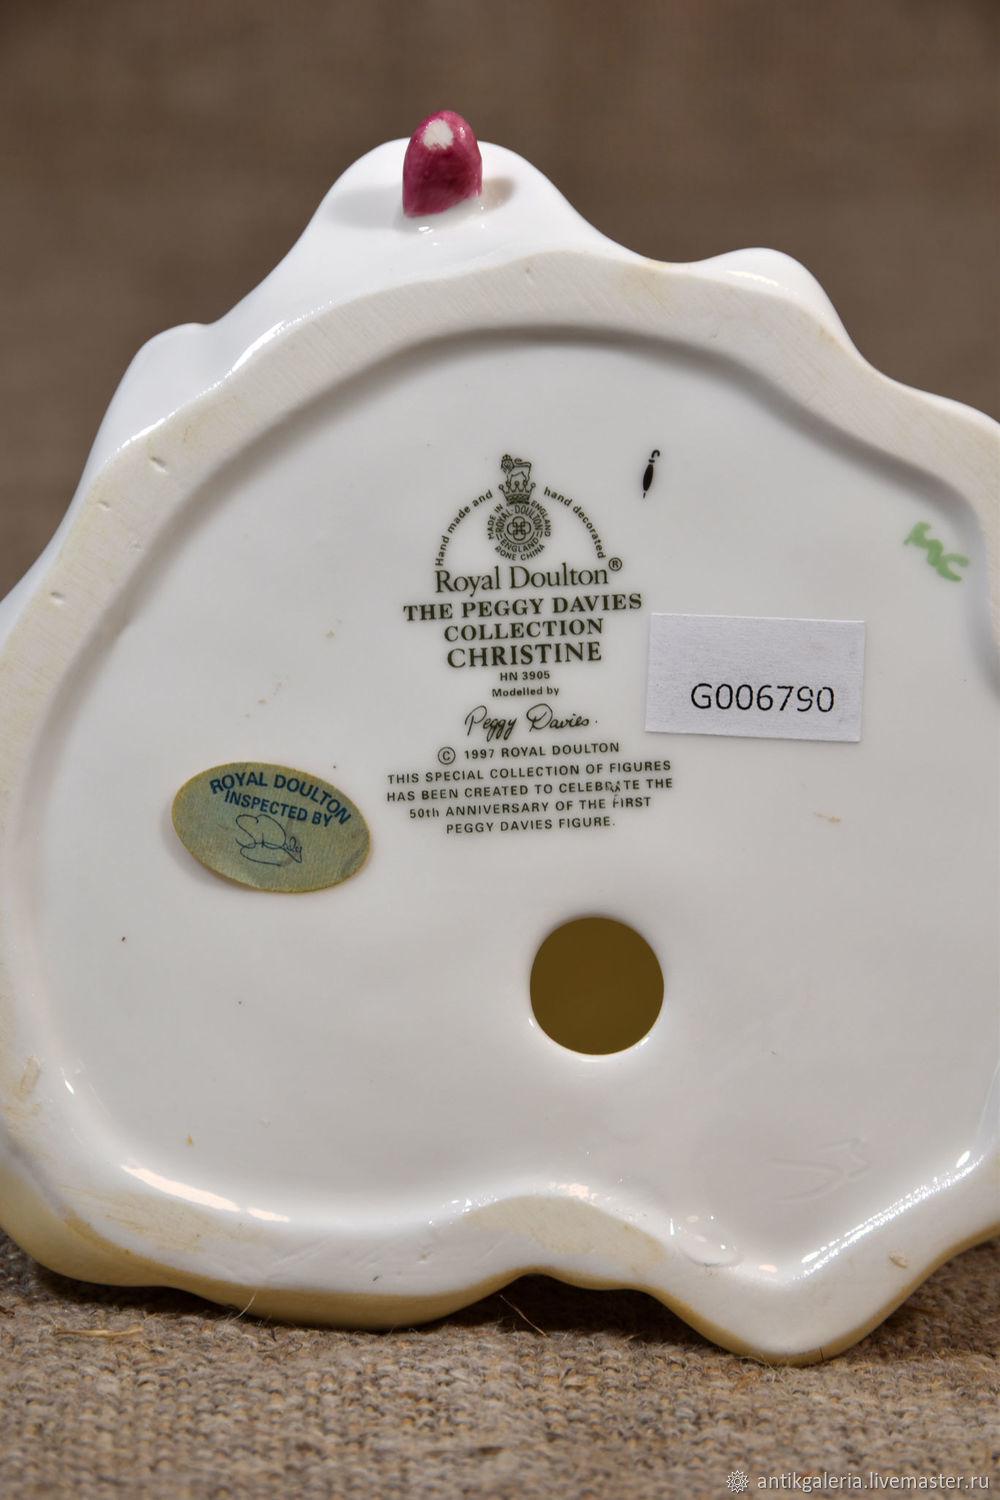 Hand made and hand decorated
MADE IN ENGLAND
ROYAL DOULTON
ENGLAND
BONE CHINA
Royal Doulton®
THE PEGGY DAVIES
COLLECTION
CHRISTINE
HN 3905
Modelled by
Peggy Davies.
© 1997 ROYAL DOULTON
THIS SPECIAL COLLECTION OF FIGURES
HAS BEEN CREATED TO CELEBRATE THE
50th ANNIVERSARY OF THE FIRST
PEGGY DAVIES FIGURE.
G006790
ROYAL DOULTON
INSPECTED BY
antikgaleria.livemaster.ru